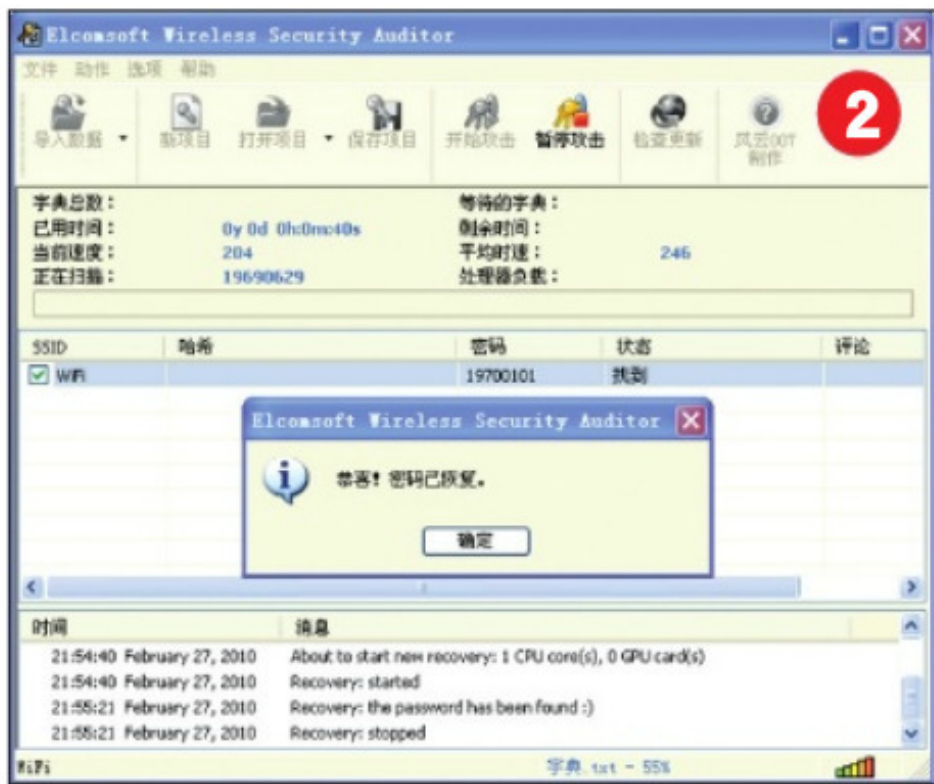 Elcomsoft Wireless Security Auditor
文件 动作 选项 帮助
导入数据 新项目 打开项目 保存项目 开始攻击 暂停攻击 检查更新 风云OOT
制作
2
字典总数： 等待的字典：
已用时间： 0y 0d 0h:0m:40s 剩余时间：
当前速度： 204 平均时速： 246
正在扫描： 19690629 处理器负载：
SSID 哈希 密码 状态 评论
WiFi 19700101 找到
Elcomsoft Wireless Security Auditor
恭喜! 密码已恢复。
确定
时间 消息
21:54:40 February 27, 2010 About to start new recovery: 1 CPU core(s), 0 GPU card(s)
21:54:40 February 27, 2010 Recovery: started
21:55:21 February 27, 2010 Recovery: the password has been found :)
21:55:21 February 27, 2010 Recovery: stopped
WiFi 字典.txt - 55%